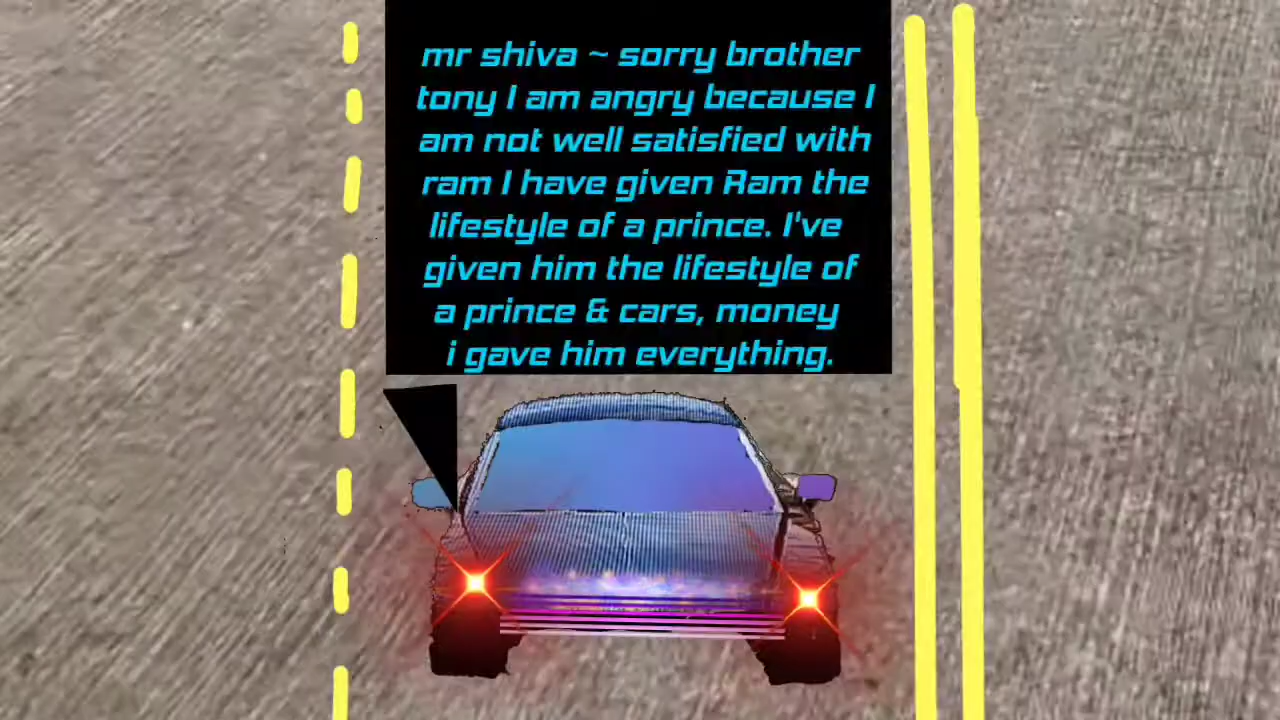 mr shiva ~ sorry brother
tony I am angry because I
am not well satisfied with
ram I have given Ram the
lifestyle of a prince. I've
given him the lifestyle of
a prince & cars, money
i gave him everything.